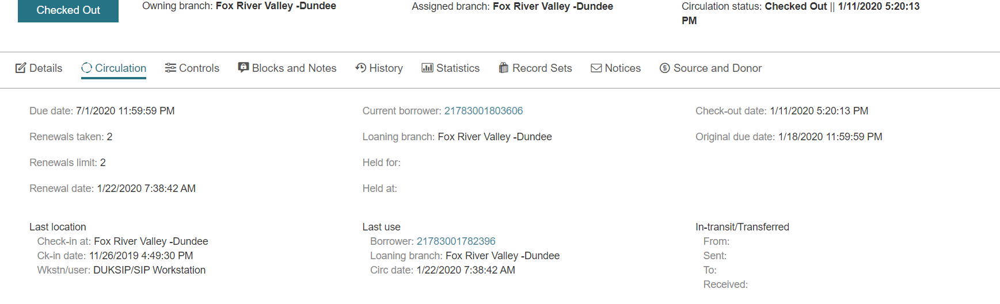 Checked Out
Owning branch: Fox River Valley -Dundee
Assigned branch: Fox River Valley -Dundee
Circulation status: Checked Out || 1/11/2020 5:20:13
PM
Details Circulation Controls Blocks and Notes History Statistics Record Sets Notices Source and Donor
Due date: 7/1/2020 11:59:59 PM
Current borrower: 21783001803606
Check-out date: 1/11/2020 5:20:13 PM
Renewals taken: 2
Loaning branch: Fox River Valley -Dundee
Original due date: 1/18/2020 11:59:59 PM
Renewals limit: 2
Held for:
Renewal date: 1/22/2020 7:38:42 AM
Held at:
Last location
Check-in at: Fox River Valley -Dundee
Ck-in date: 11/26/2019 4:49:30 PM
Wkstn/user: DUKSIP/SIP Workstation
Last use
Borrower: 21783001782396
Loaning branch: Fox River Valley -Dundee
Circ date: 1/22/2020 7:38:42 AM
In-transit/Transferred
From:
Sent:
To:
Received: